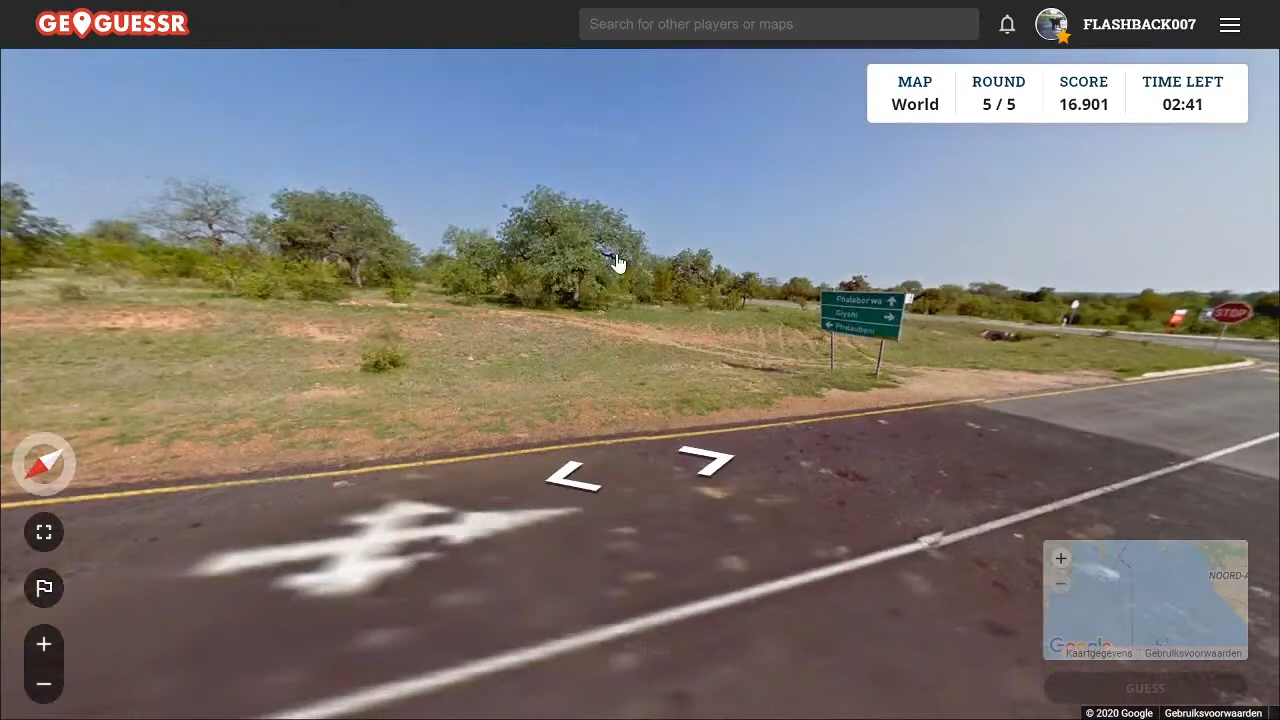 GEOGUESSR
Search for other players or maps
FLASHBACK007
MAP ROUND SCORE TIME LEFT
World 5 / 5 16.901 02:41
Phalaborwa
Giyani
Phalaubeni
STOP
NOORD-A
Google
Kaartgegevens Gebruiksvoorwaarden
GUESS
© 2020 Google Gebruiksvoorwaarden